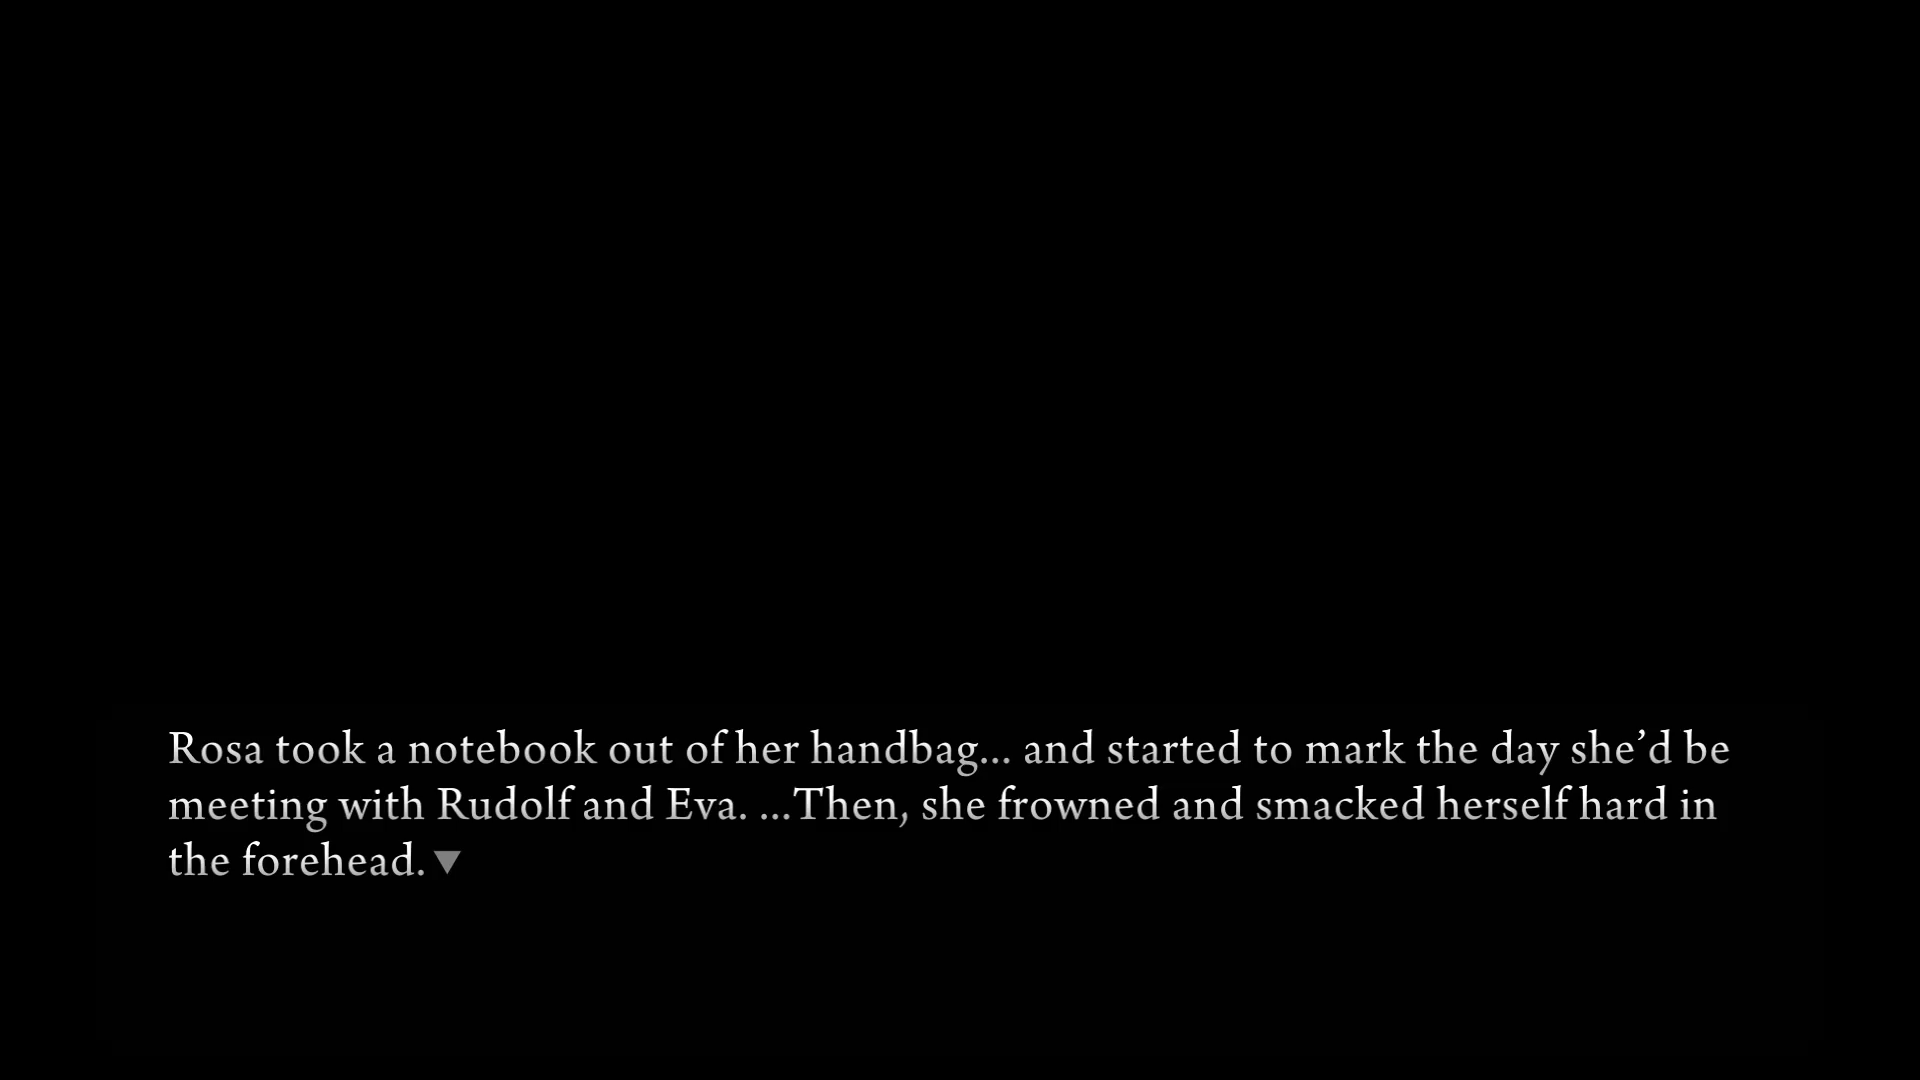 Rosa took a notebook out of her handbag... and started to mark the day she’d be
meeting with Rudolf and Eva. ...Then, she frowned and smacked herself hard in
the forehead.